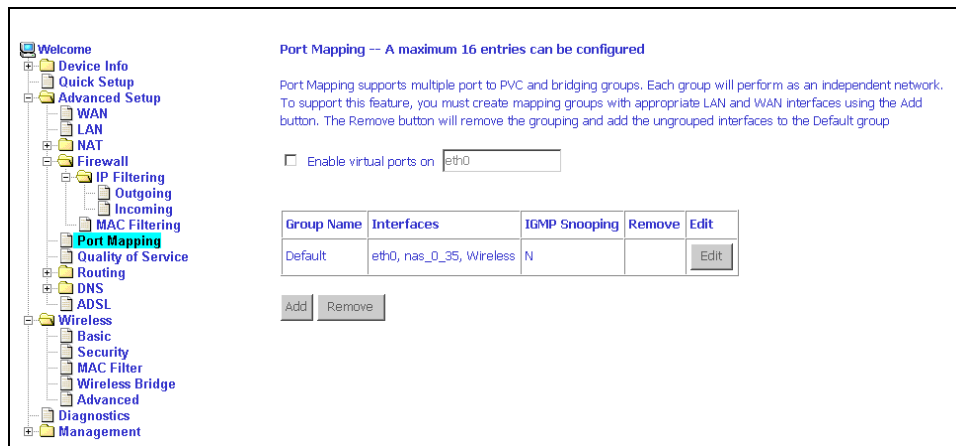 Welcome
Device Info
Quick Setup
Advanced Setup
WAN
LAN
NAT
Firewall
IP Filtering
Outgoing
Incoming
MAC Filtering
Port Mapping
Quality of Service
Routing
DNS
ADSL
Wireless
Basic
Security
MAC Filter
Wireless Bridge
Advanced
Diagnostics
Management
Port Mapping -- A maximum 16 entries can be configured
Port Mapping supports multiple port to PVC and bridging groups. Each group will perform as an independent network.
To support this feature, you must create mapping groups with appropriate LAN and WAN interfaces using the Add
button. The Remove button will remove the grouping and add the ungrouped interfaces to the Default group
Enable virtual ports on eth0
Group Name Interfaces IGMP Snooping Remove Edit
Default eth0, nas_0_35, Wireless N Edit
Add Remove